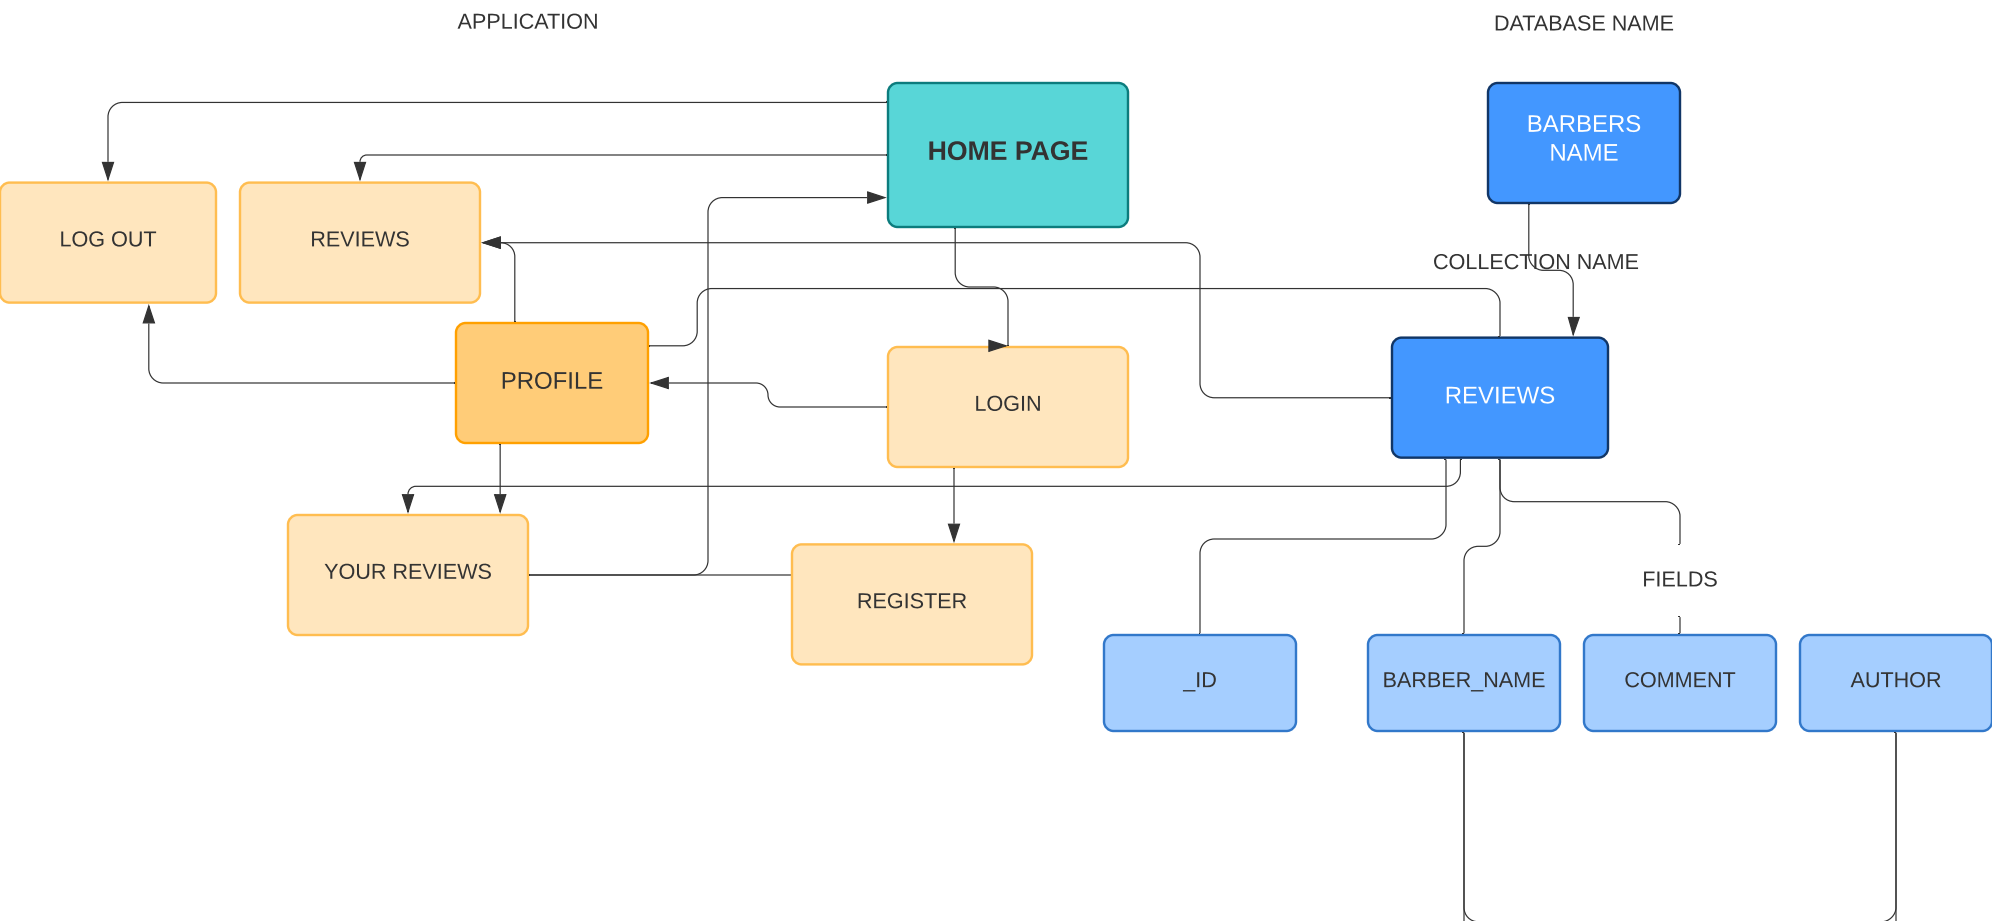 APPLICATION
DATABASE NAME
HOME PAGE
BARBERS
NAME
LOG OUT
REVIEWS
COLLECTION NAME
PROFILE
LOGIN
REVIEWS
YOUR REVIEWS
REGISTER
FIELDS
_ID
BARBER_NAME
COMMENT
AUTHOR